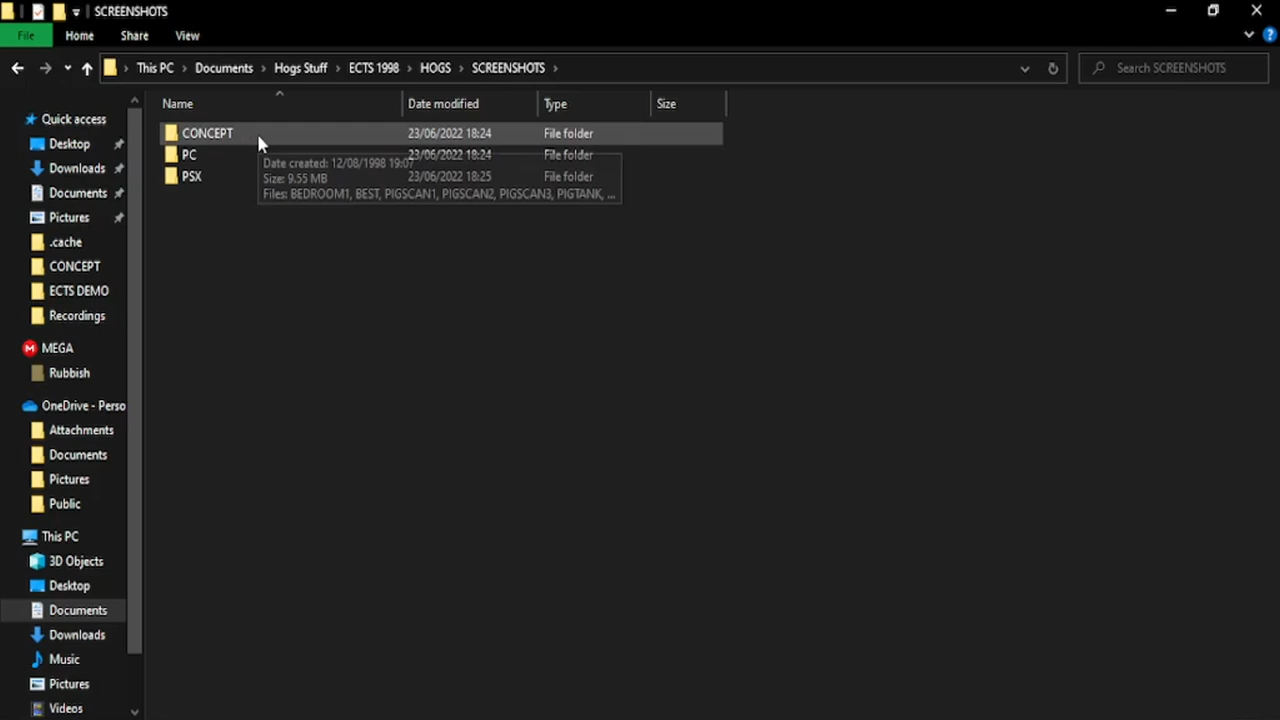 SCREENSHOTS
File Home Share View
This PC > Documents > Hogs Stuff > ECTS 1998 > HOGS > SCREENSHOTS >
Search SCREENSHOTS
Name Date modified Type Size
CONCEPT 23/06/2022 18:24 File folder
PC 23/06/2022 18:24 File folder
PSX 23/06/2022 18:25 File folder
Date created: 12/08/1998 19:07
Size: 9.55 MB
Files: BEDROOM1, BEST, PIGSCAN1, PIGSCAN2, PIGSCAN3, PIGTANK, ...
Quick access
Desktop
Downloads
Documents
Pictures
.cache
CONCEPT
ECTS DEMO
Recordings
MEGA
Rubbish
OneDrive - Perso
Attachments
Documents
Pictures
Public
This PC
3D Objects
Desktop
Documents
Downloads
Music
Pictures
Videos